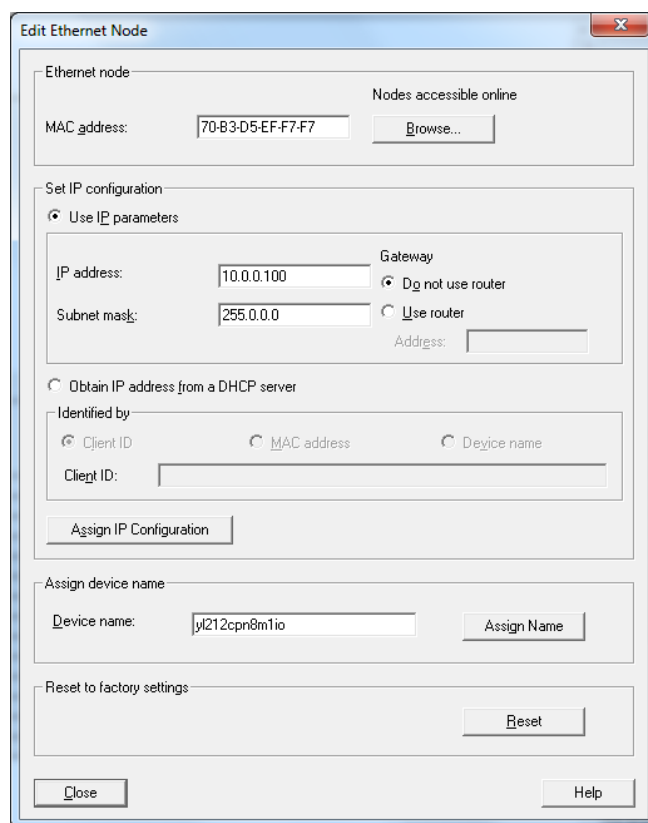 Edit Ethernet Node
Ethernet node
Nodes accessible online
MAC address: 70-B3-D5-EF-F7-F7 Browse...
Set IP configuration
Use IP parameters
Gateway
IP address: 10.0.0.100 Do not use router
Subnet mask: 255.0.0.0 Use router
Address:
Obtain IP address from a DHCP server
Identified by
Client ID MAC address Device name
Client ID:
Assign IP Configuration
Assign device name
Device name: yl212cpn8m1io Assign Name
Reset to factory settings
Reset
Close Help